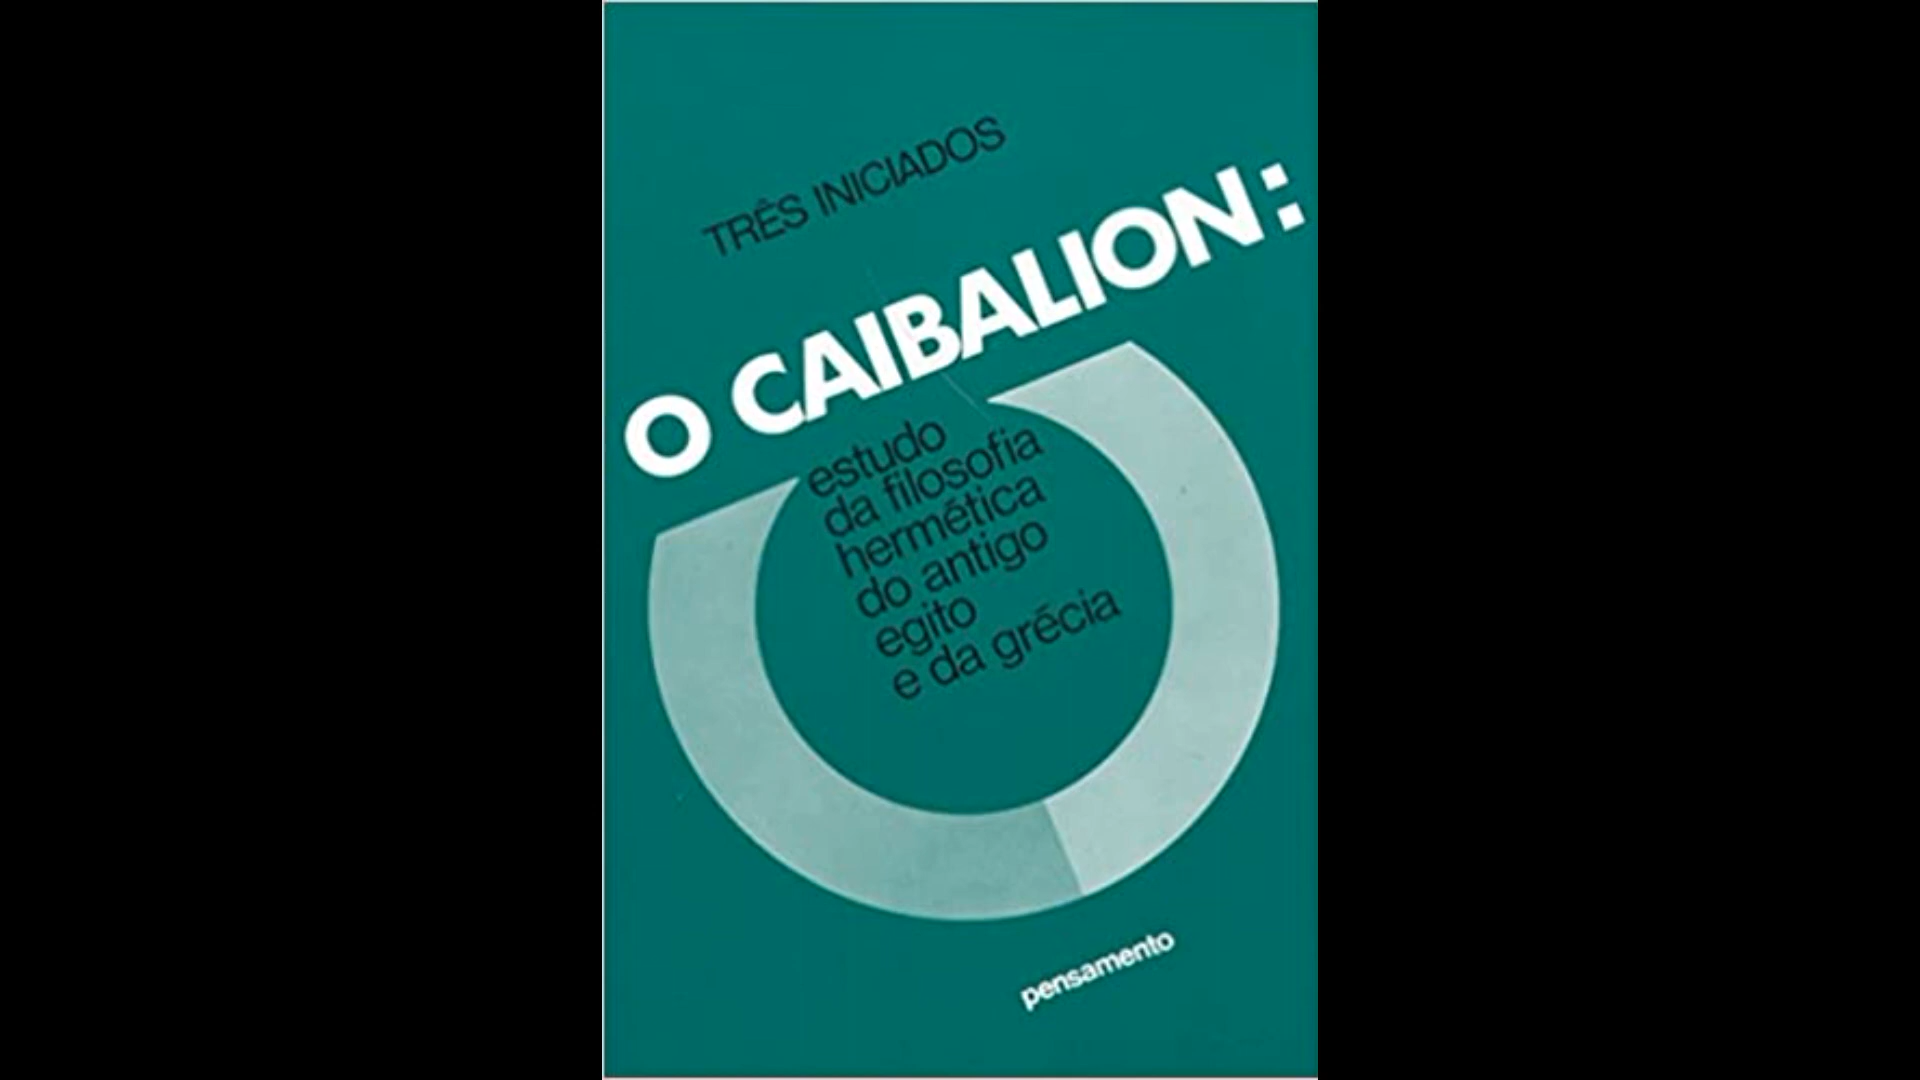 TRÊS INICIADOS
O CAIBALION:
estudo
da filosofia
hermética
do antigo
egito
e da grécia
pensamento